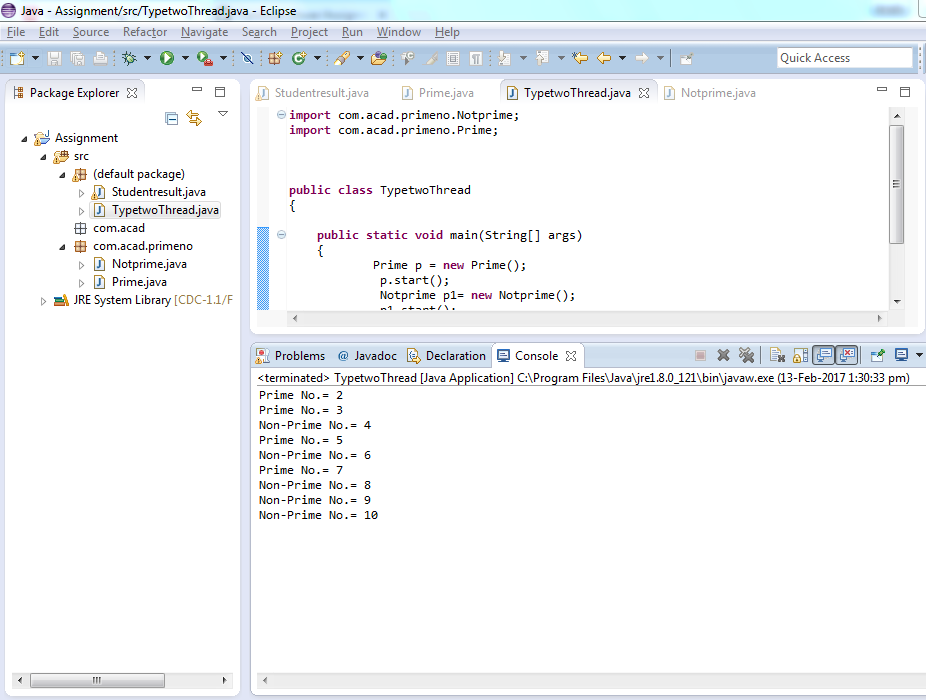 Java - Assignment/src/TypetwoThread.java - Eclipse
File Edit Source Refactor Navigate Search Project Run Window Help
Quick Access
Package Explorer
Assignment
src
(default package)
Studentresult.java
TypetwoThread.java
com.acad
com.acad.primeno
Notprime.java
Prime.java
JRE System Library [CDC-1.1/F
Studentresult.java Prime.java TypetwoThread.java Notprime.java
import com.acad.primeno.Notprime;
import com.acad.primeno.Prime;
public class TypetwoThread
{
public static void main(String[] args)
{
Prime p = new Prime();
p.start();
Notprime p1= new Notprime();
p1.start();
Problems @ Javadoc Declaration Console
<terminated> TypetwoThread [Java Application] C:\Program Files\Java\jre1.8.0_121\bin\javaw.exe (13-Feb-2017 1:30:33 pm)
Prime No.= 2
Prime No.= 3
Non-Prime No.= 4
Prime No.= 5
Non-Prime No.= 6
Prime No.= 7
Non-Prime No.= 8
Non-Prime No.= 9
Non-Prime No.= 10